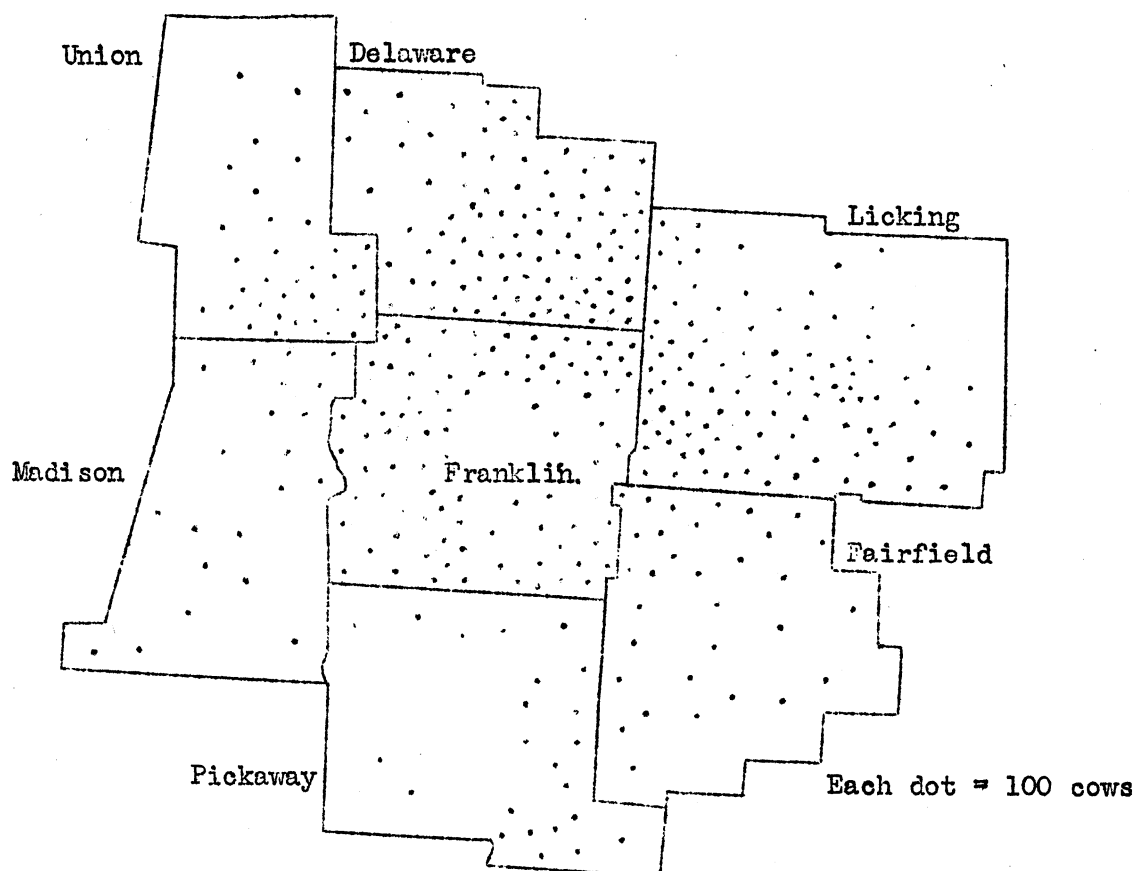 Union
Delaware
Licking
Madison
Franklin.
Fairfield
Pickaway
Each dot = 100 cows